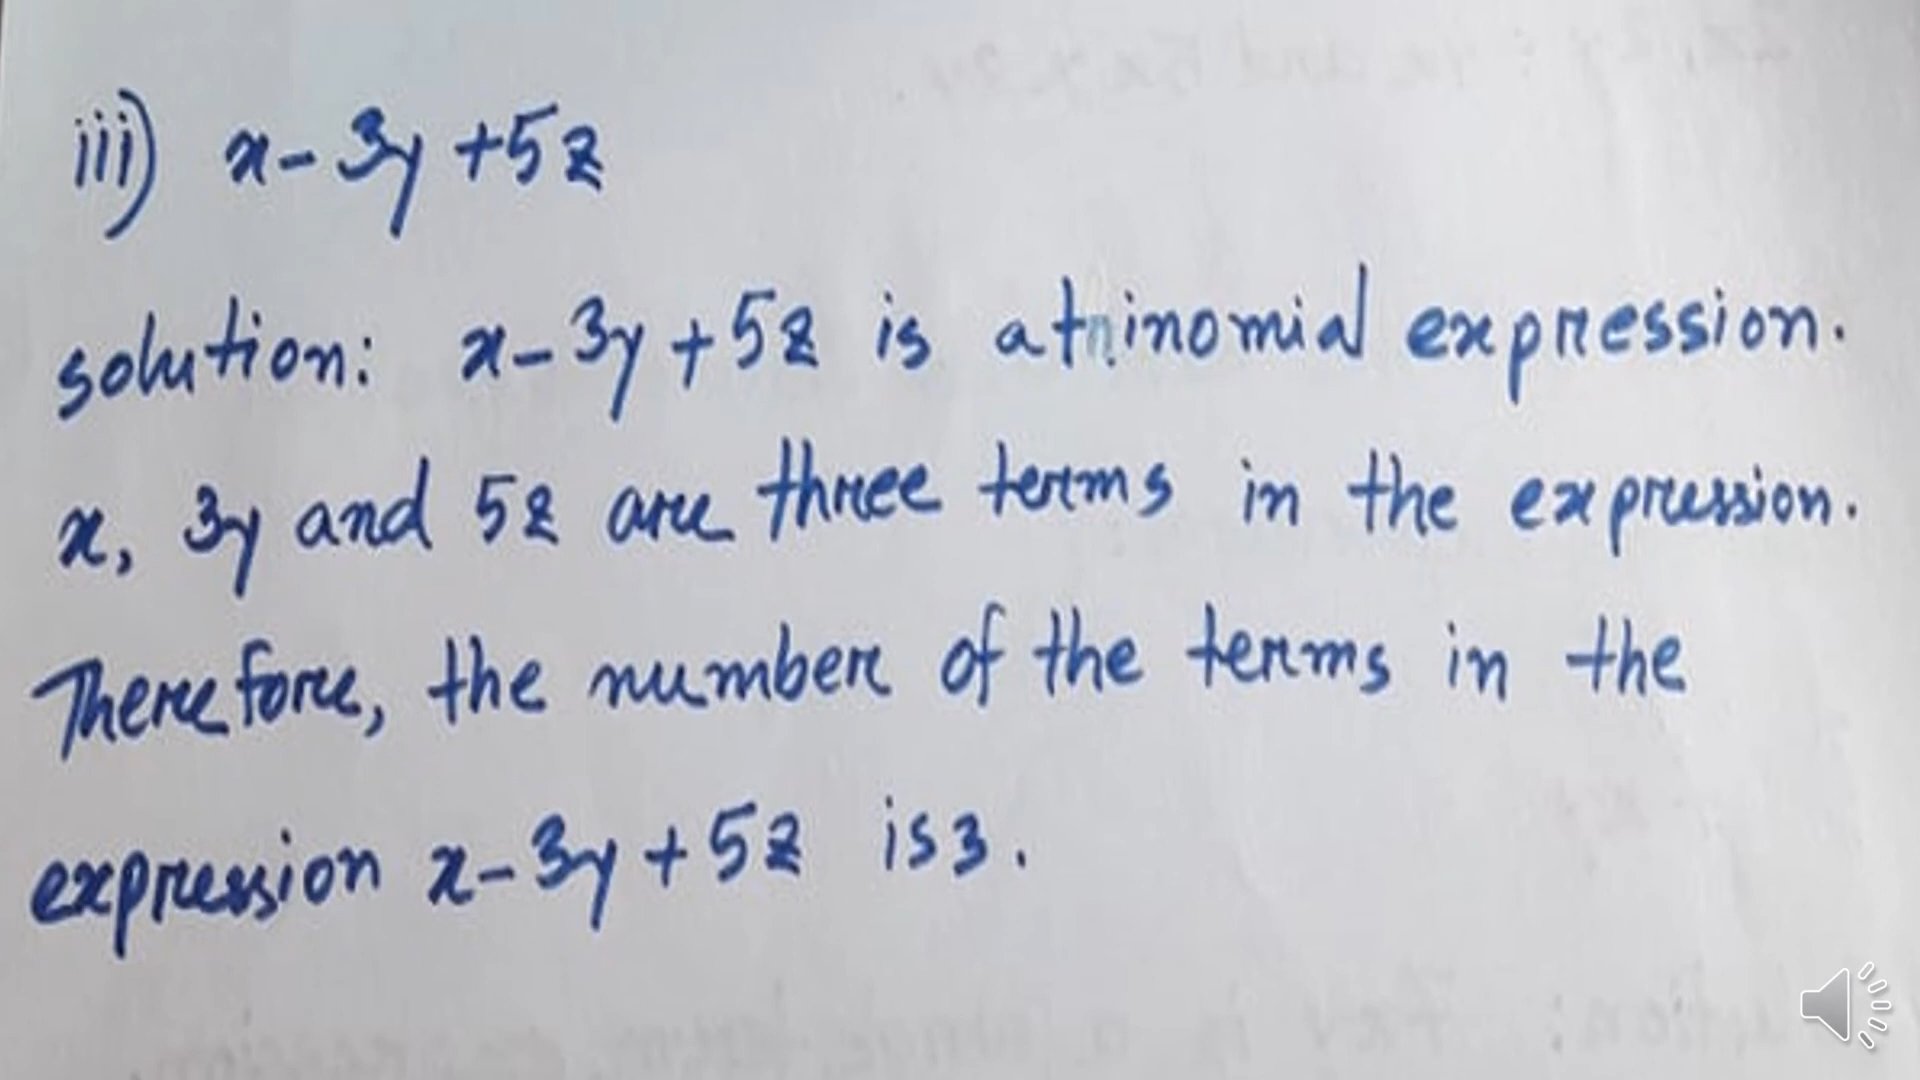 iii) x - 3y + 5z
solution: x - 3y + 5z is a trinomial expression.
x, 3y and 5z are three terms in the expression.
Therefore, the number of the terms in the
expression x - 3y + 5z is 3.